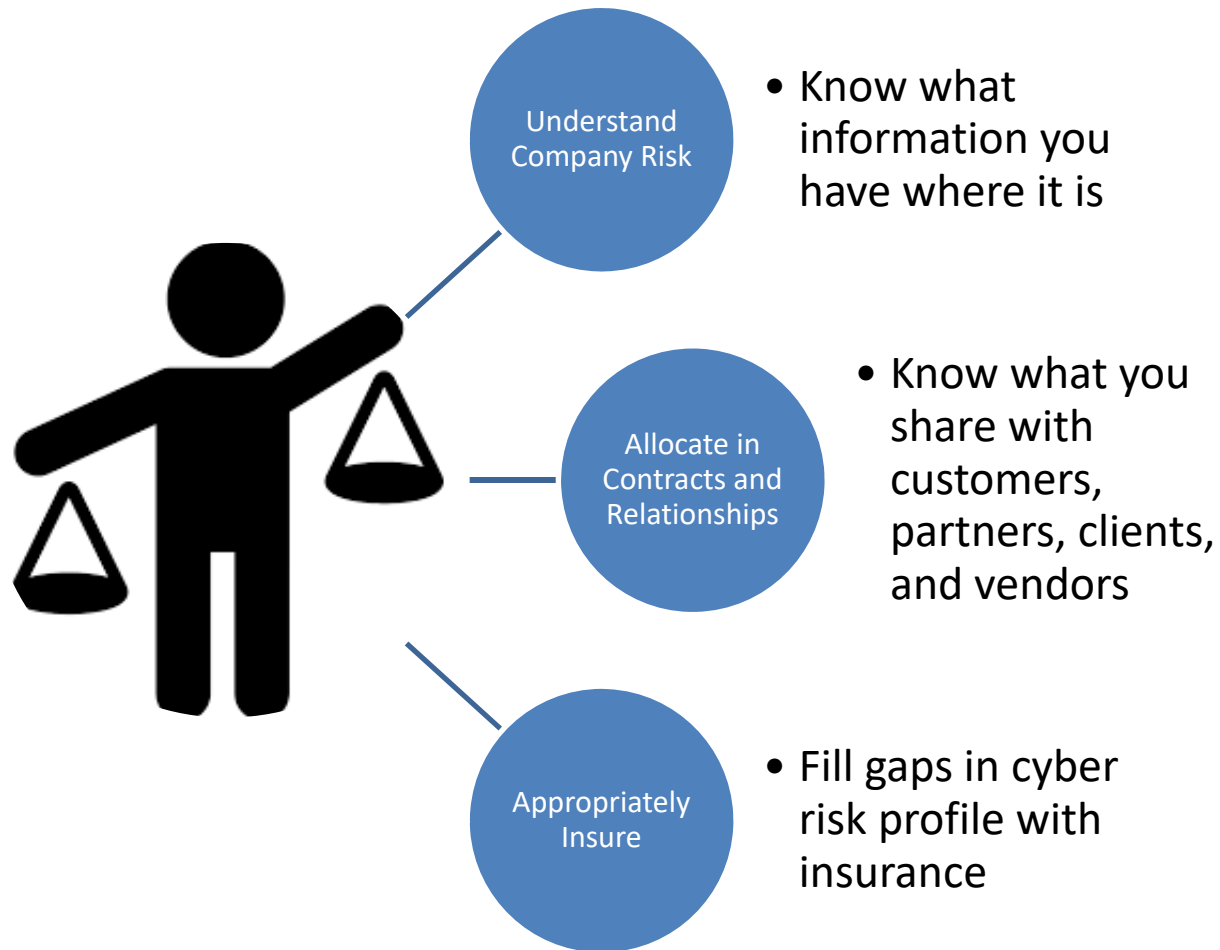 Understand
Company Risk
• Know what
information you
have where it is
Allocate in
Contracts and
Relationships
• Know what you
share with
customers,
partners, clients,
and vendors
Appropriately
Insure
• Fill gaps in cyber
risk profile with
insurance